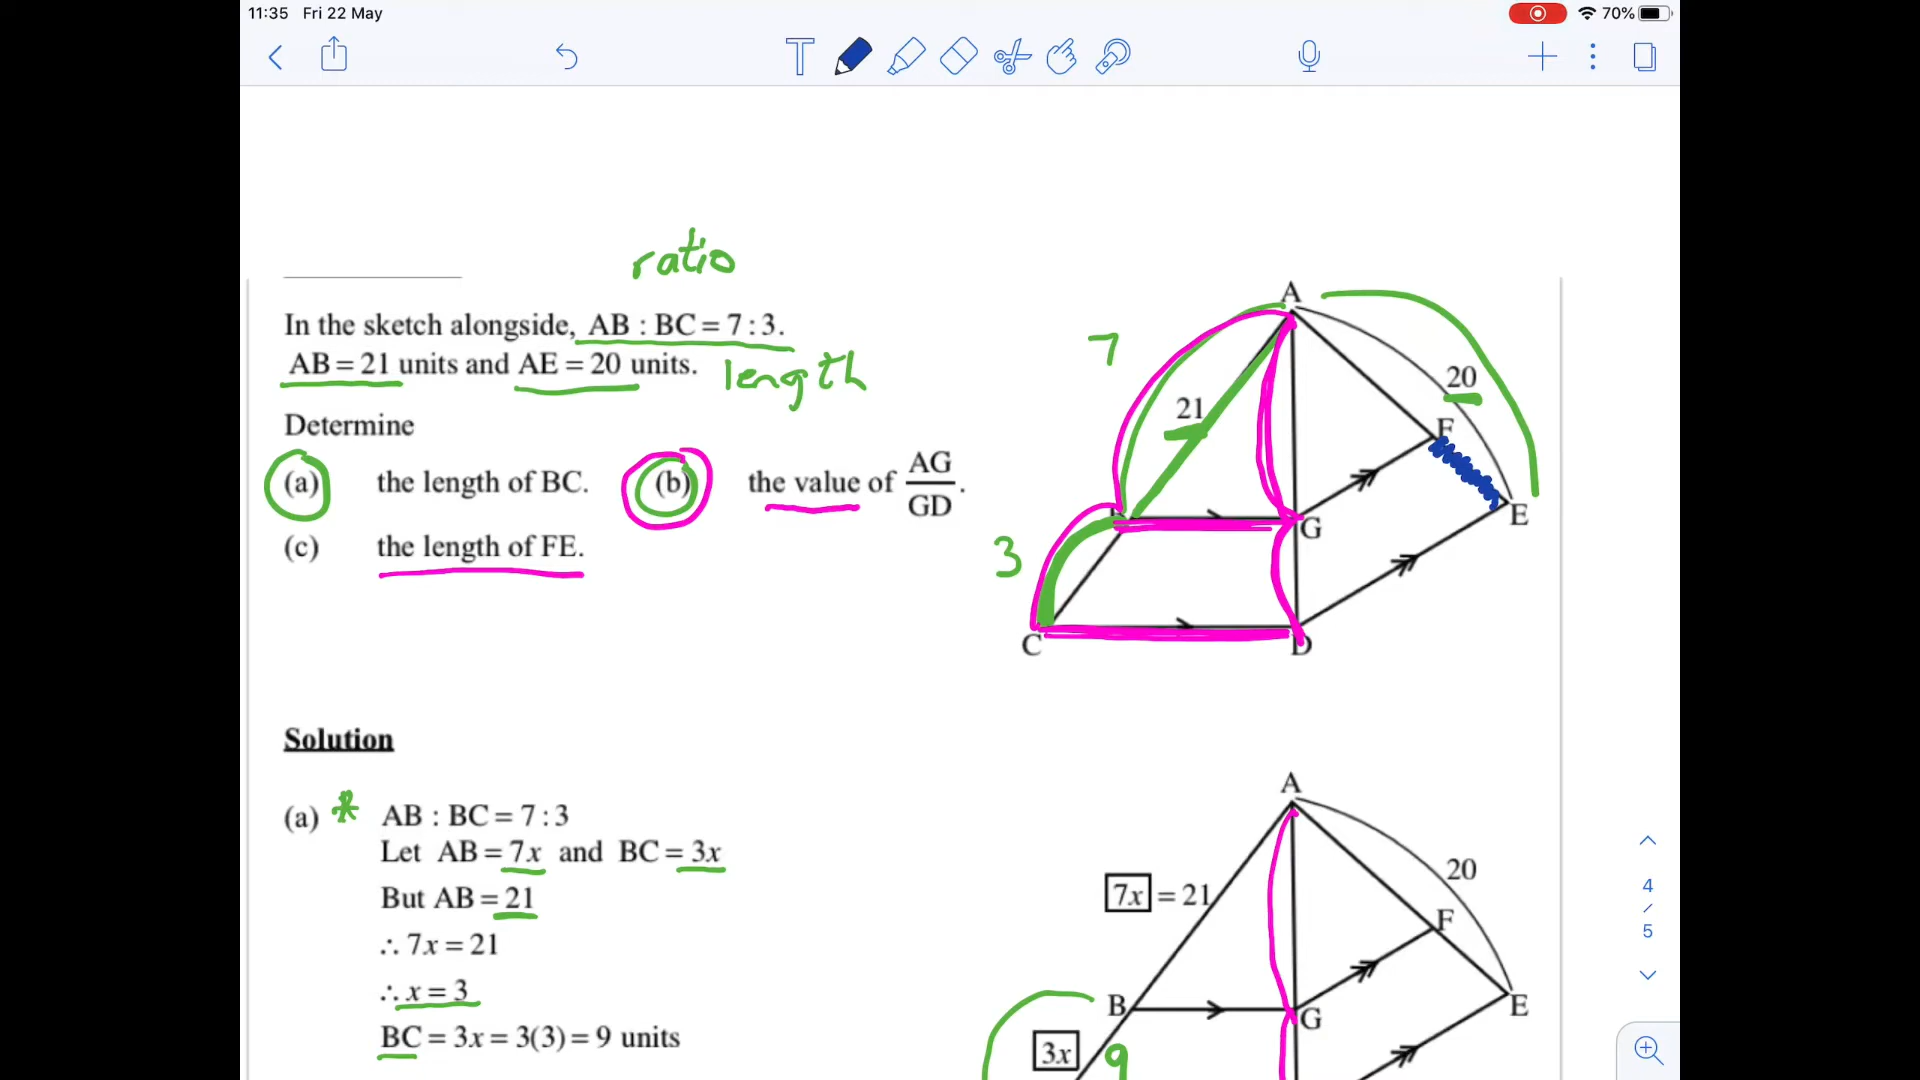 11:35 Fri 22 May
70%
T
ratio
In the sketch alongside, AB : BC = 7 : 3.
AB = 21 units and AE = 20 units.
length
Determine
(a) the length of BC. (b) the value of AG/GD.
(c) the length of FE.
A
7
20
21
F
E
G
3
C
D
Solution
(a) * AB : BC = 7 : 3
Let AB = 7x and BC = 3x
But AB = 21
∴ 7x = 21
∴ x = 3
BC = 3x = 3(3) = 9 units
A
20
7x = 21
F
B
G
E
3x
9
4
5